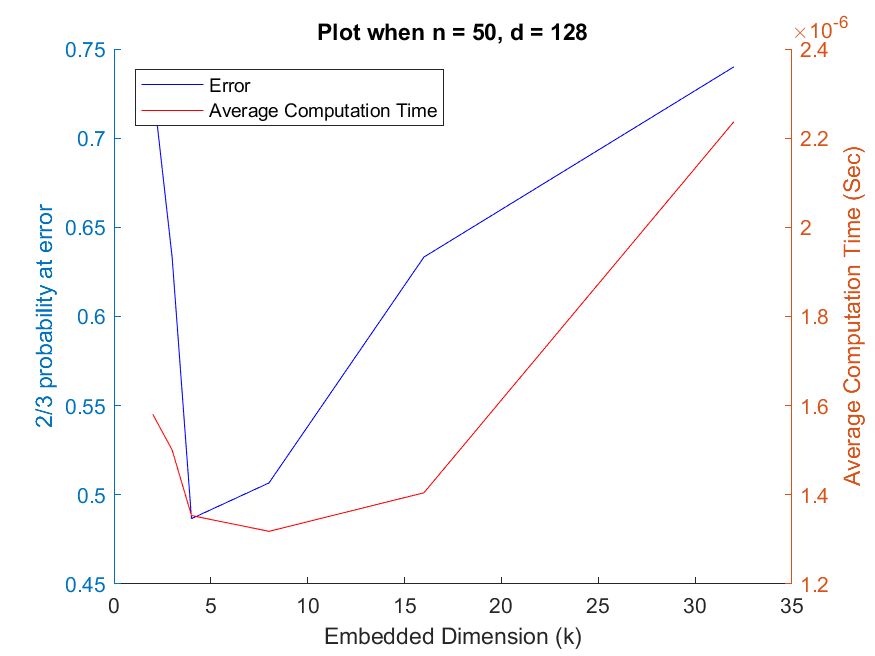 Plot when n = 50, d = 128
×10⁻⁶
0.75
0.7
0.65
0.6
0.55
0.5
0.45
2/3 probability at error
Error
Average Computation Time
2.4
2.2
2
1.8
1.6
1.4
1.2
Average Computation Time (Sec)
0 5 10 15 20 25 30 35
Embedded Dimension (k)